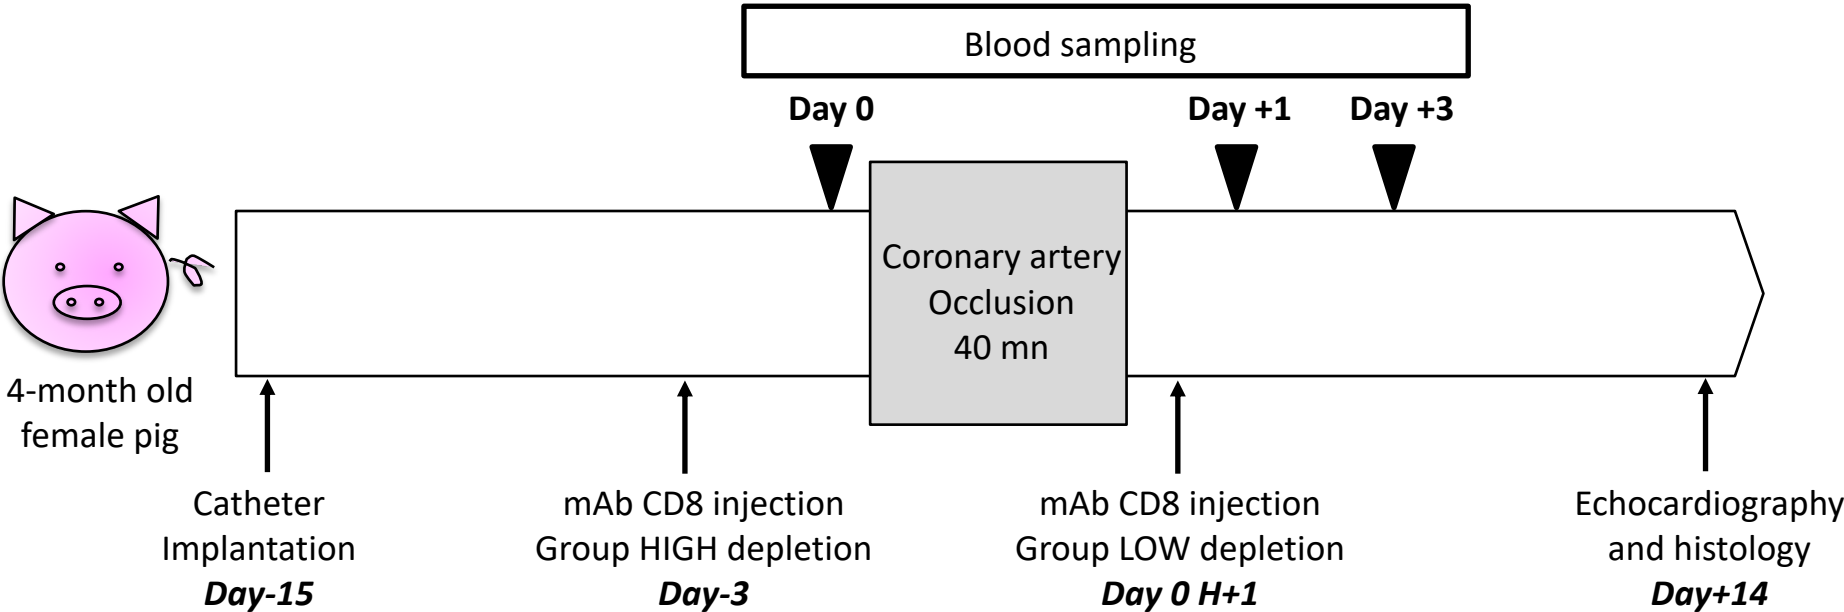 Blood sampling
Day 0
Day +1
Day +3
Coronary artery
Occlusion
40 mn
4-month old
female pig
Catheter
Implantation
Day-15
mAb CD8 injection
Group HIGH depletion
Day-3
mAb CD8 injection
Group LOW depletion
Day 0 H+1
Echocardiography
and histology
Day+14